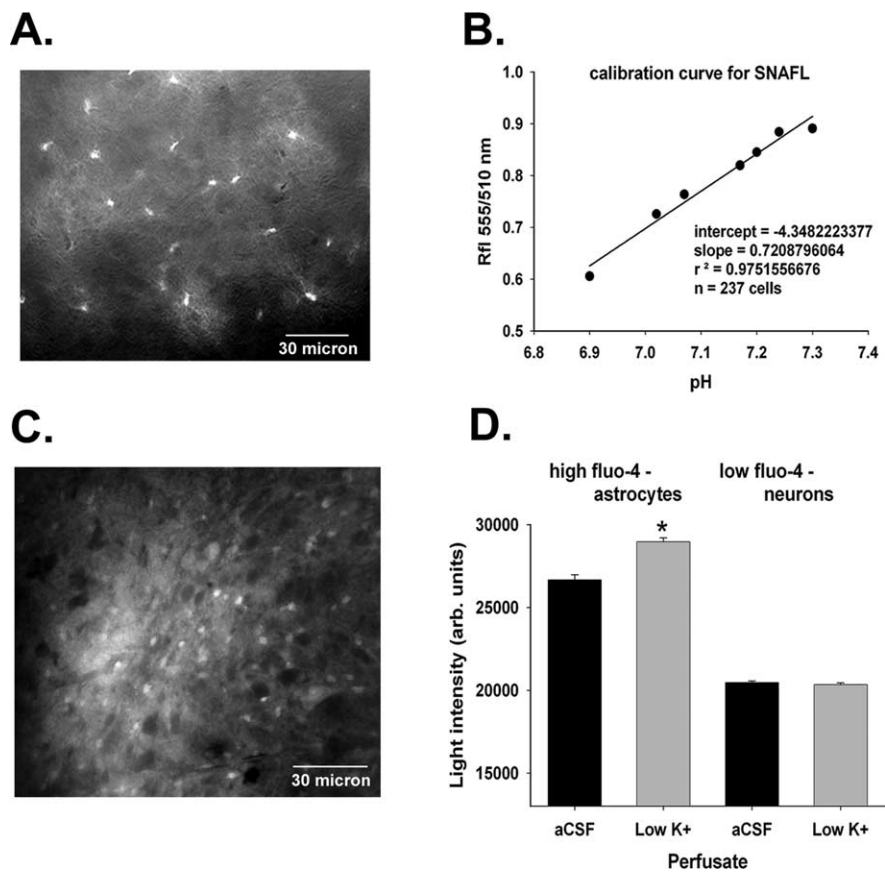 A.
30 micron
B.
calibration curve for SNAFL
1.0
0.9
0.8
0.7
0.6
0.5
Rfl 555/510 nm
intercept = -4.3482223377
slope = 0.7208796064
r ² = 0.9751556676
n = 237 cells
6.8 6.9 7.0 7.1 7.2 7.3 7.4
pH
C.
30 micron
D.
high fluo-4 - low fluo-4 -
astrocytes neurons
30000
25000
20000
15000
Light intensity (arb. units)
*
aCSF Low K+ aCSF Low K+
Perfusate